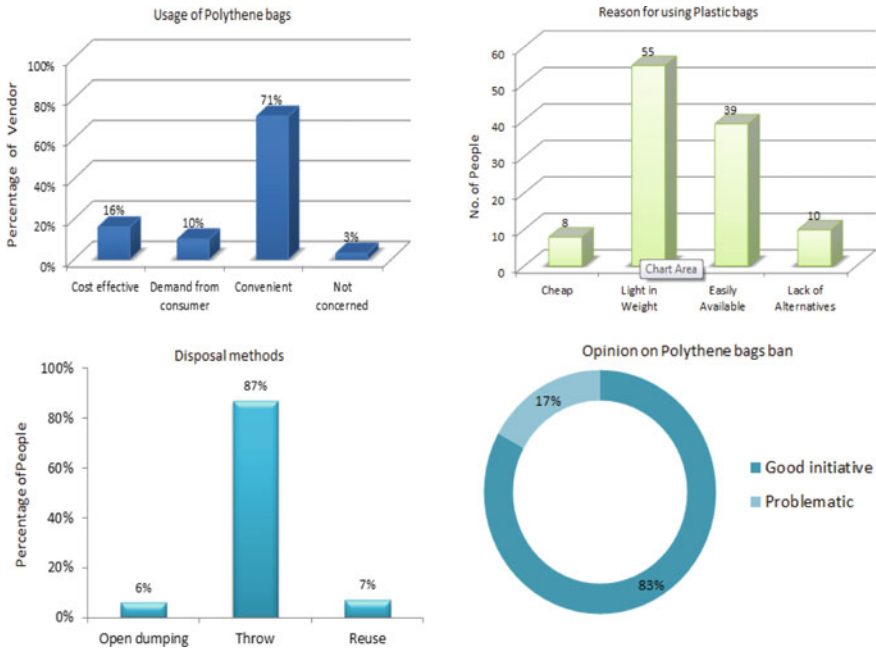 Usage of Polythene bags
Percentage of Vendor
100%
80%
60%
40%
20%
0%
16%
10%
71%
3%
Cost effective
Demand from
consumer
Convenient
Not
concerned
Reason for using Plastic bags
No. of People
60
50
40
30
20
10
0
8
55
39
10
Chart Area
Cheap
Light in
Weight
Easily
Available
Lack of
Alternatives
Disposal methods
Percentage of People
100%
80%
60%
40%
20%
0%
6%
87%
7%
Open dumping
Throw
Reuse
Opinion on Polythene bags ban
17%
83%
Good initiative
Problematic